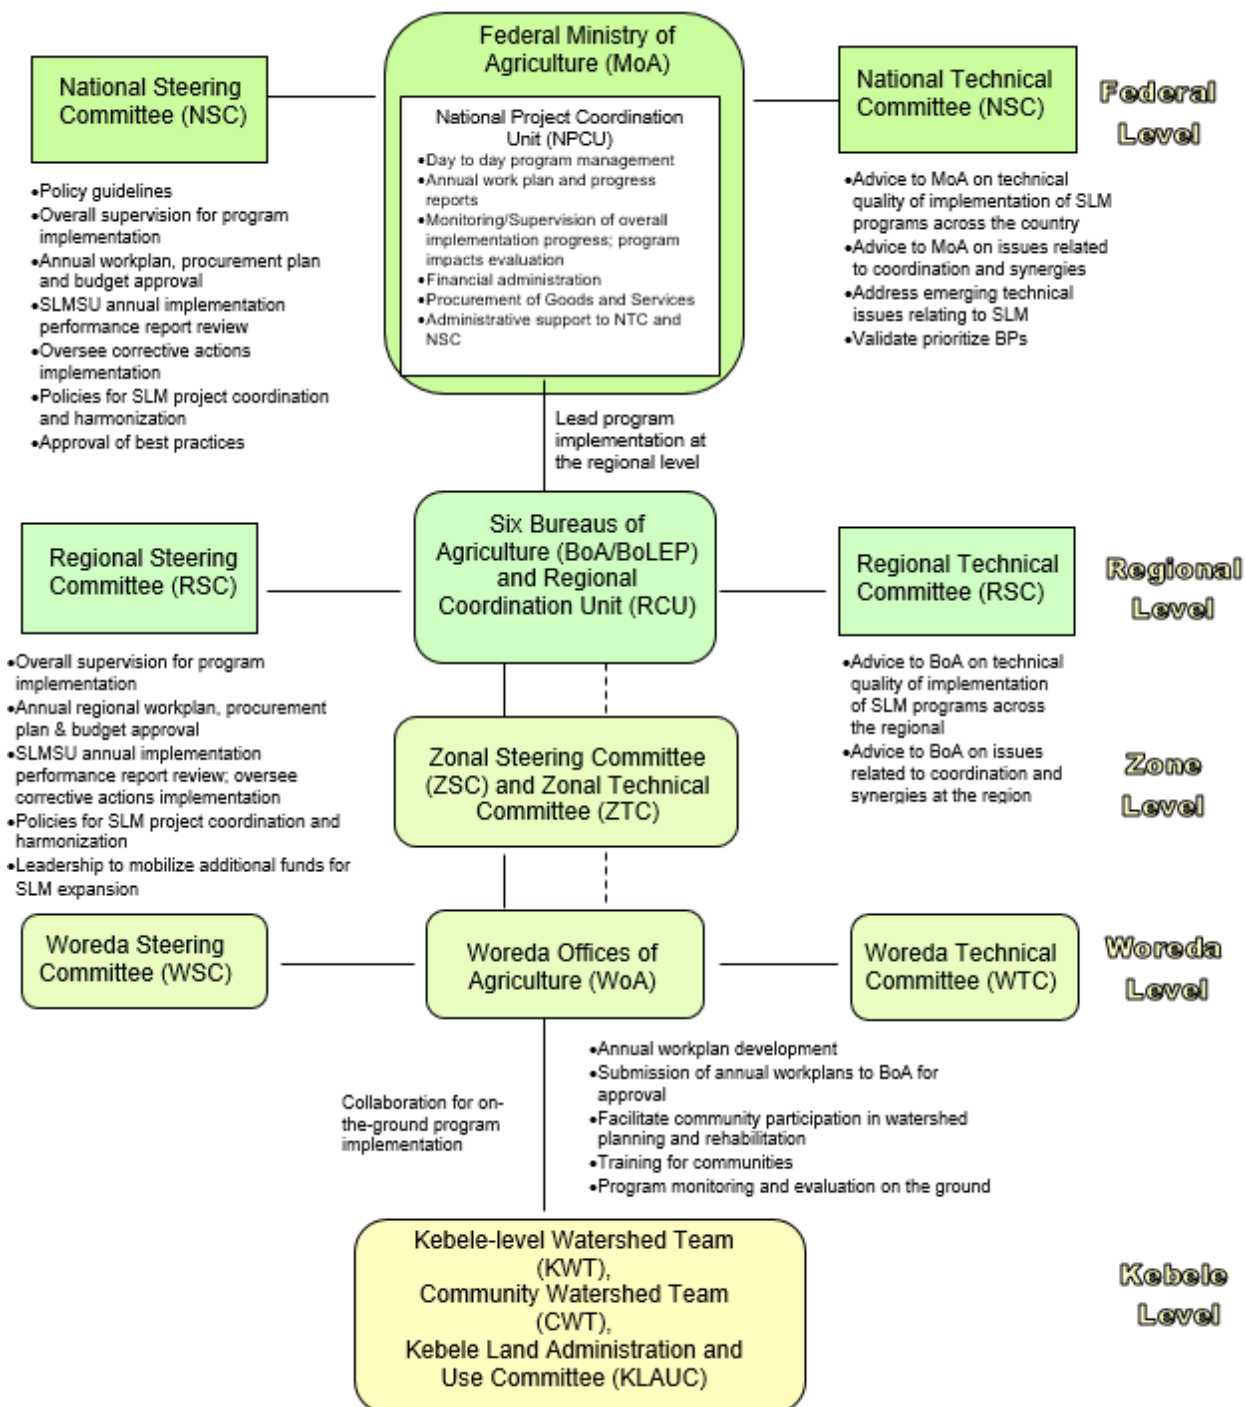 Federal Ministry of
Agriculture (MoA)
National Steering
Committee (NSC)
National Technical
Committee (NSC)
Federal
Level
National Project Coordination
Unit (NPCU)
•Day to day program management
•Annual work plan and progress
reports
•Monitoring/Supervision of overall
implementation progress; program
impacts evaluation
•Financial administration
•Procurement of Goods and Services
•Administrative support to NTC and
NSC
•Policy guidelines
•Overall supervision for program
implementation
•Annual workplan, procurement plan
and budget approval
•SLMSU annual implementation
performance report review
•Oversee corrective actions
implementation
•Policies for SLM project coordination
and harmonization
•Approval of best practices
•Advice to MoA on technical
quality of implementation of SLM
programs across the country
•Advice to MoA on issues related
to coordination and synergies
•Address emerging technical
issues relating to SLM
•Validate prioritize BPs
Lead program
implementation at
the regional level
Regional Steering
Committee (RSC)
Six Bureaus of
Agriculture (BoA/BoLEP)
and Regional
Coordination Unit (RCU)
Regional Technical
Committee (RSC)
Regional
Level
•Overall supervision for program
implementation
•Annual regional workplan, procurement
plan & budget approval
•SLMSU annual implementation
performance report review; oversee
corrective actions implementation
•Policies for SLM project coordination and
harmonization
•Leadership to mobilize additional funds for
SLM expansion
•Advice to BoA on technical
quality of implementation
of SLM programs across
the regional
•Advice to BoA on issues
related to coordination and
synergies at the region
Zonal Steering Committee
(ZSC) and Zonal Technical
Committee (ZTC)
Zone
Level
Woreda Steering
Committee (WSC)
Woreda Offices of
Agriculture (WoA)
Woreda Technical
Committee (WTC)
Woreda
Level
Collaboration for on-
the-ground program
implementation
•Annual workplan development
•Submission of annual workplans to BoA for
approval
•Facilitate community participation in watershed
planning and rehabilitation
•Training for communities
•Program monitoring and evaluation on the ground
Kebele-level Watershed Team
(KWT),
Community Watershed Team
(CWT),
Kebele Land Administration and
Use Committee (KLAUC)
Kebele
Level